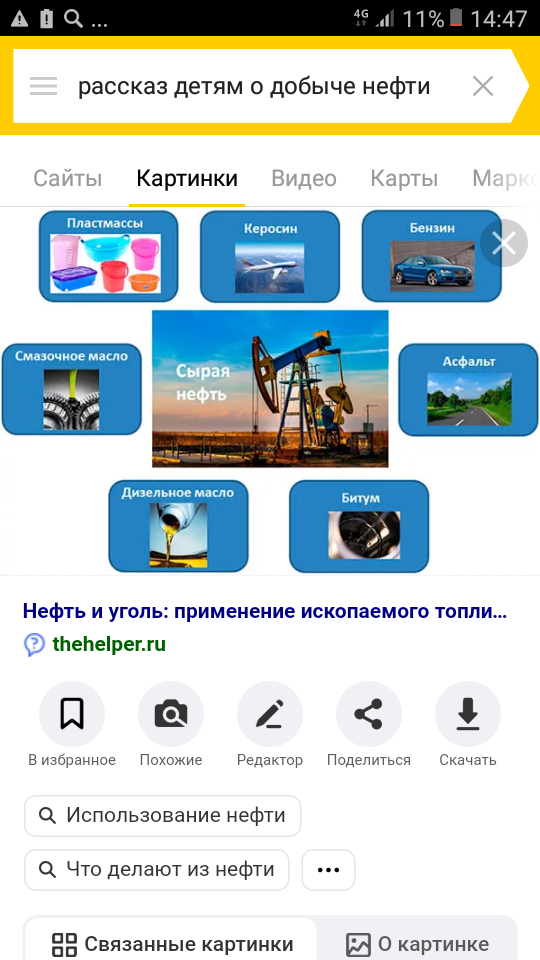 4G 11% 14:47
рассказ детям о добыче нефти
Сайты Картинки Видео Карты Марке
Пластмассы Керосин Бензин
Смазочное масло Сырая нефть Асфальт
Дизельное масло Битум
Нефть и уголь: применение ископаемого топли...
thehelper.ru
В избранное Похожие Редактор Поделиться Скачать
Использование нефти
Что делают из нефти
Связанные картинки О картинке